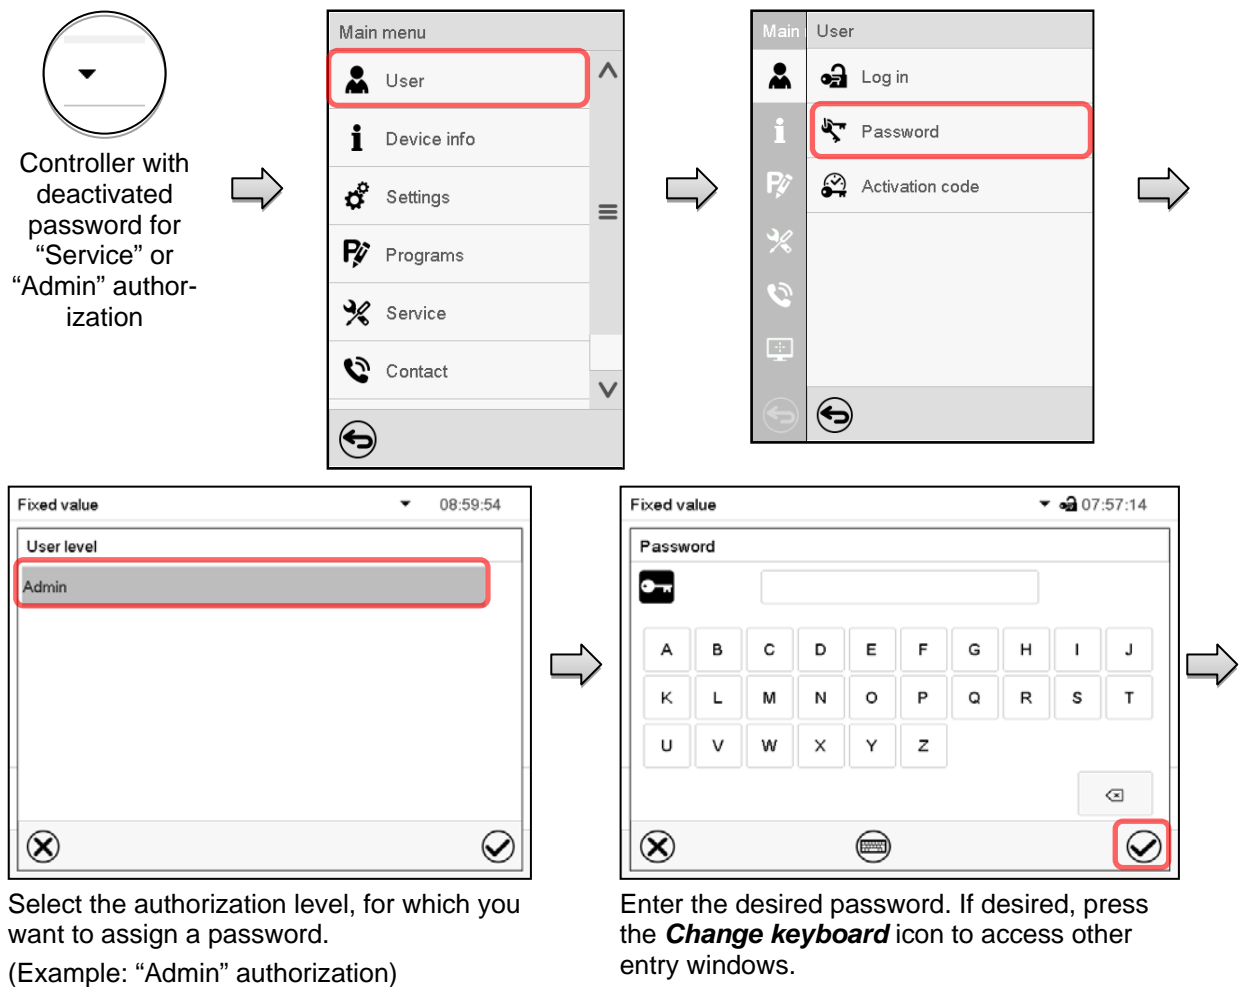 Controller with
deactivated
password for
“Service” or
“Admin” author-
ization
Main menu
User
Device info
Settings
Programs
Service
Contact
Main
User
Log in
Password
Activation code
Fixed value
08:59:54
User level
Admin
Select the authorization level, for which you
want to assign a password.
(Example: “Admin” authorization)
Fixed value
07:57:14
Password
A B C D E F G H I J
K L M N O P Q R S T
U V W X Y Z
Enter the desired password. If desired, press
the Change keyboard icon to access other
entry windows.